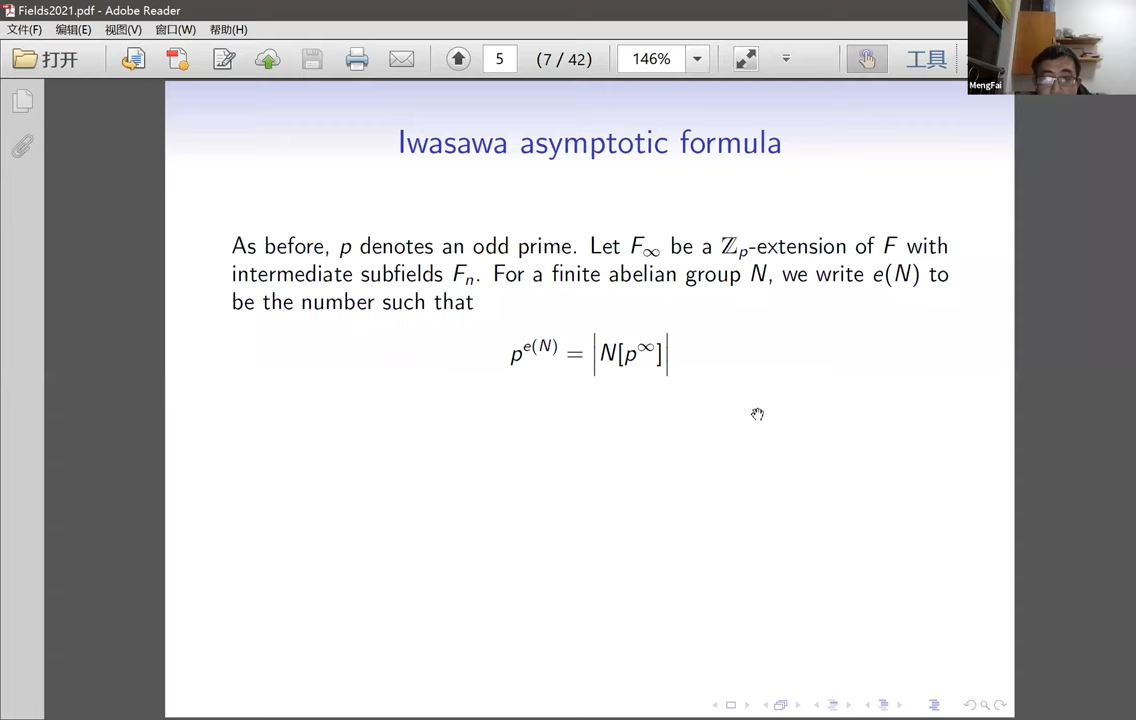 Fields2021.pdf - Adobe Reader
文件(F) 编辑(E) 视图(V) 窗口(W) 帮助(H)
打开 5 (7 / 42) 146% 工具
MengFai
Iwasawa asymptotic formula
As before, p denotes an odd prime. Let F∞ be a ℤp-extension of F with
intermediate subfields Fn. For a finite abelian group N, we write e(N) to
be the number such that
p^e(N) = |N[p^∞]|